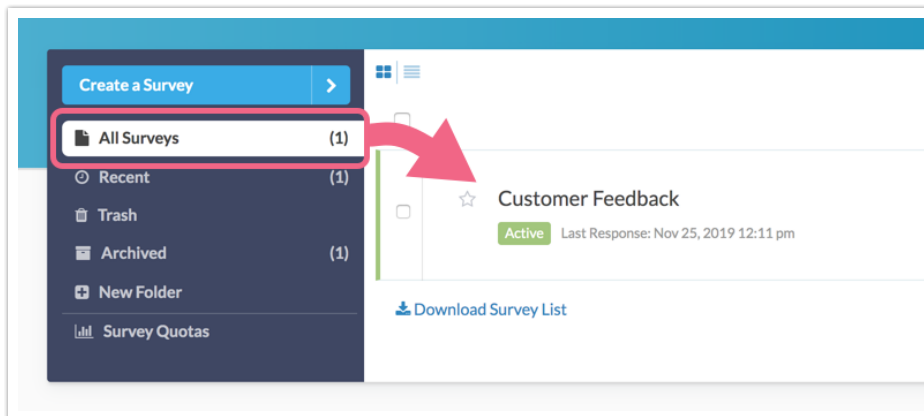 Create a Survey
All Surveys (1)
Recent (1)
Trash
Archived (1)
New Folder
Survey Quotas
Customer Feedback
Active Last Response: Nov 25, 2019 12:11 pm
Download Survey List